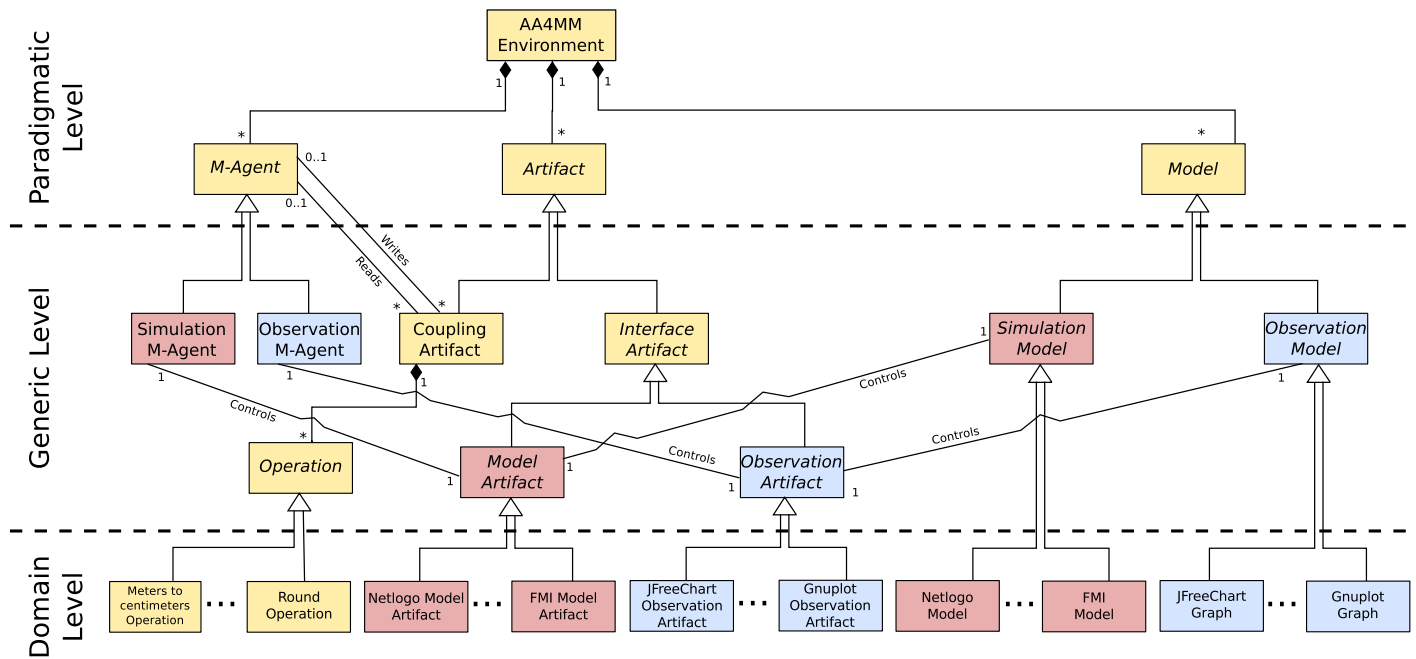 AA4MM
Environment
1
1
1
*
*
*
Paradigmatic
Level
M-Agent
0..1
0..1
Artifact
Model
Writes
Reads
*
*
Generic Level
Simulation
M-Agent
Observation
M-Agent
Coupling
Artifact
Interface
Artifact
1
Simulation
Model
Observation
Model
1
1
1
1
Controls
Controls
Controls
Controls
*
Operation
1
Model
Artifact
1
1
Observation
Artifact
1
Domain
Level
Meters to
centimeters
Operation
...
Round
Operation
Netlogo Model
Artifact
...
FMI Model
Artifact
JFreeChart
Observation
Artifact
...
Gnuplot
Observation
Artifact
Netlogo
Model
...
FMI
Model
JFreeChart
Graph
...
Gnuplot
Graph